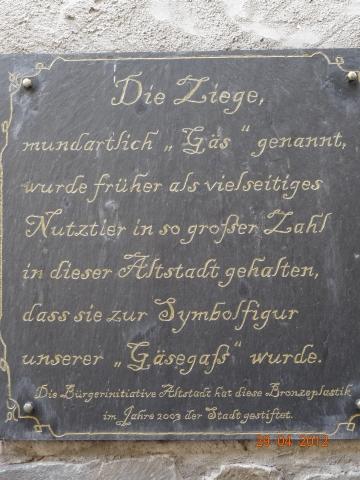 Die Ziege,
mundartlich „Gäs" genannt,
wurde früher als vielseitiges
Nutztier in so großer Zahl
in dieser Altstadt gehalten,
dass sie zur Symbolfigur
unserer „Gäsegaß" wurde.
Die Bürgerinitiative Altstadt hat diese Bronzeplastik
im Jahre 2003 der Stadt gestiftet.
29 04 2012